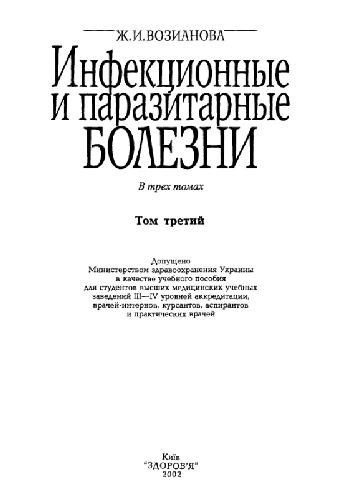 Ж.И.ВОЗИАНОВА
Инфекционные
и паразитарные
БОЛЕЗНИ
В трех томах
Том третий
Допущено
Министерством здравоохранения Украины
в качестве учебного пособия
для студентов высших медицинских учебных
заведений III—IV уровней аккредитации,
врачей-интернов, курсантов, аспирантов
и практических врачей
Київ
"ЗДОРОВ'Я"
2002